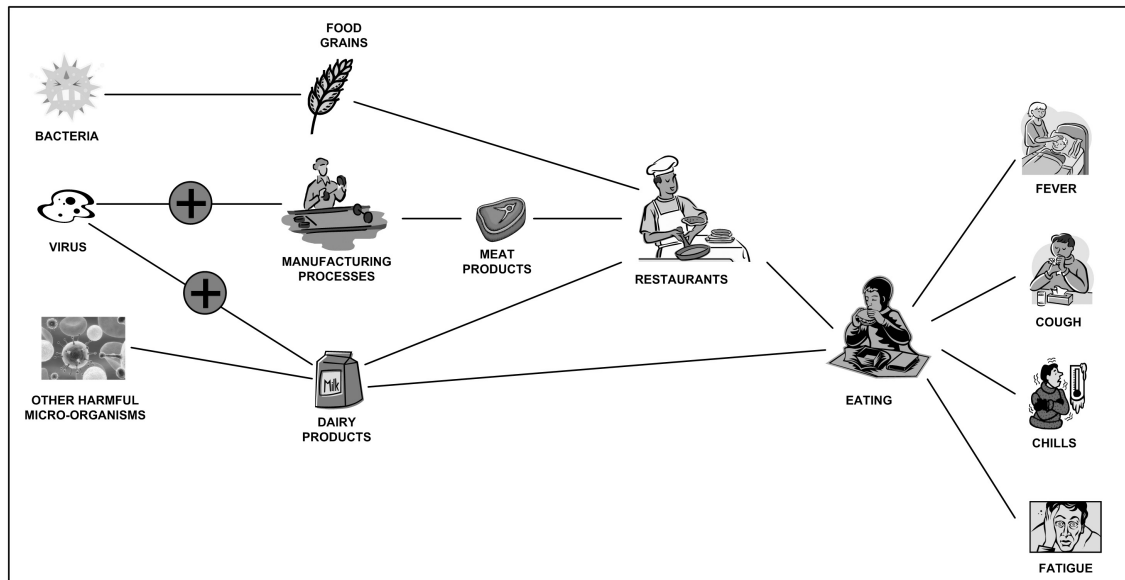 FOOD
GRAINS
BACTERIA
VIRUS
MANUFACTURING
PROCESSES
MEAT
PRODUCTS
RESTAURANTS
OTHER HARMFUL
MICRO-ORGANISMS
Milk
DAIRY
PRODUCTS
EATING
FEVER
COUGH
CHILLS
FATIGUE